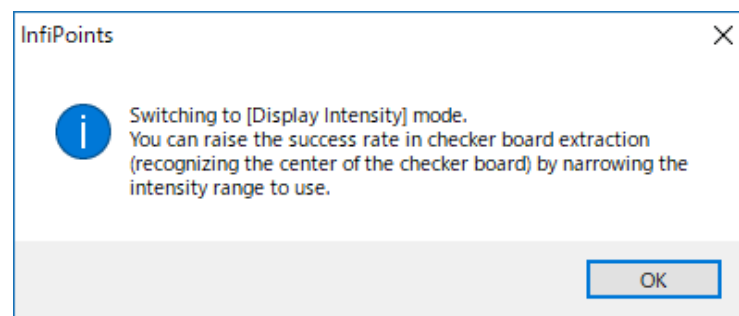 InfiPoints
Switching to [Display Intensity] mode.
You can raise the success rate in checker board extraction
(recognizing the center of the checker board) by narrowing the
intensity range to use.
OK